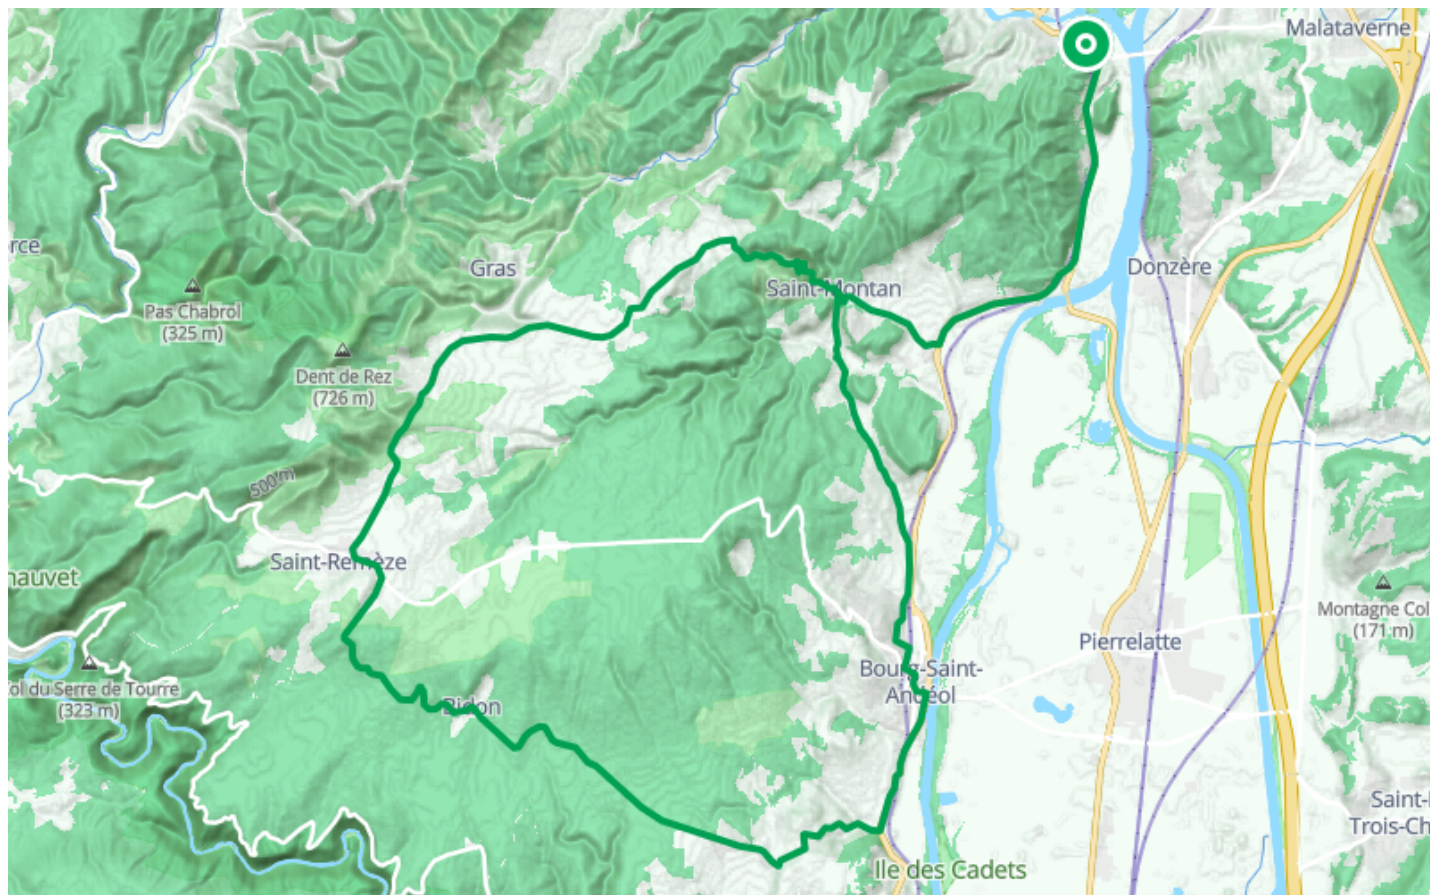 Malataverne
rce
Gras
Donzère
Saint-Montan
Pas Chabrol
(325 m)
Dent de Rez
(726 m)
500 m
Saint-Remèze
hauvet
Montagne Col
(171 m)
Pierrelatte
Bourg-Saint-
Andéol
ol du Serre de Tourre
(323 m)
Bidon
Saint-
Trois-Ch
Ile des Cadets